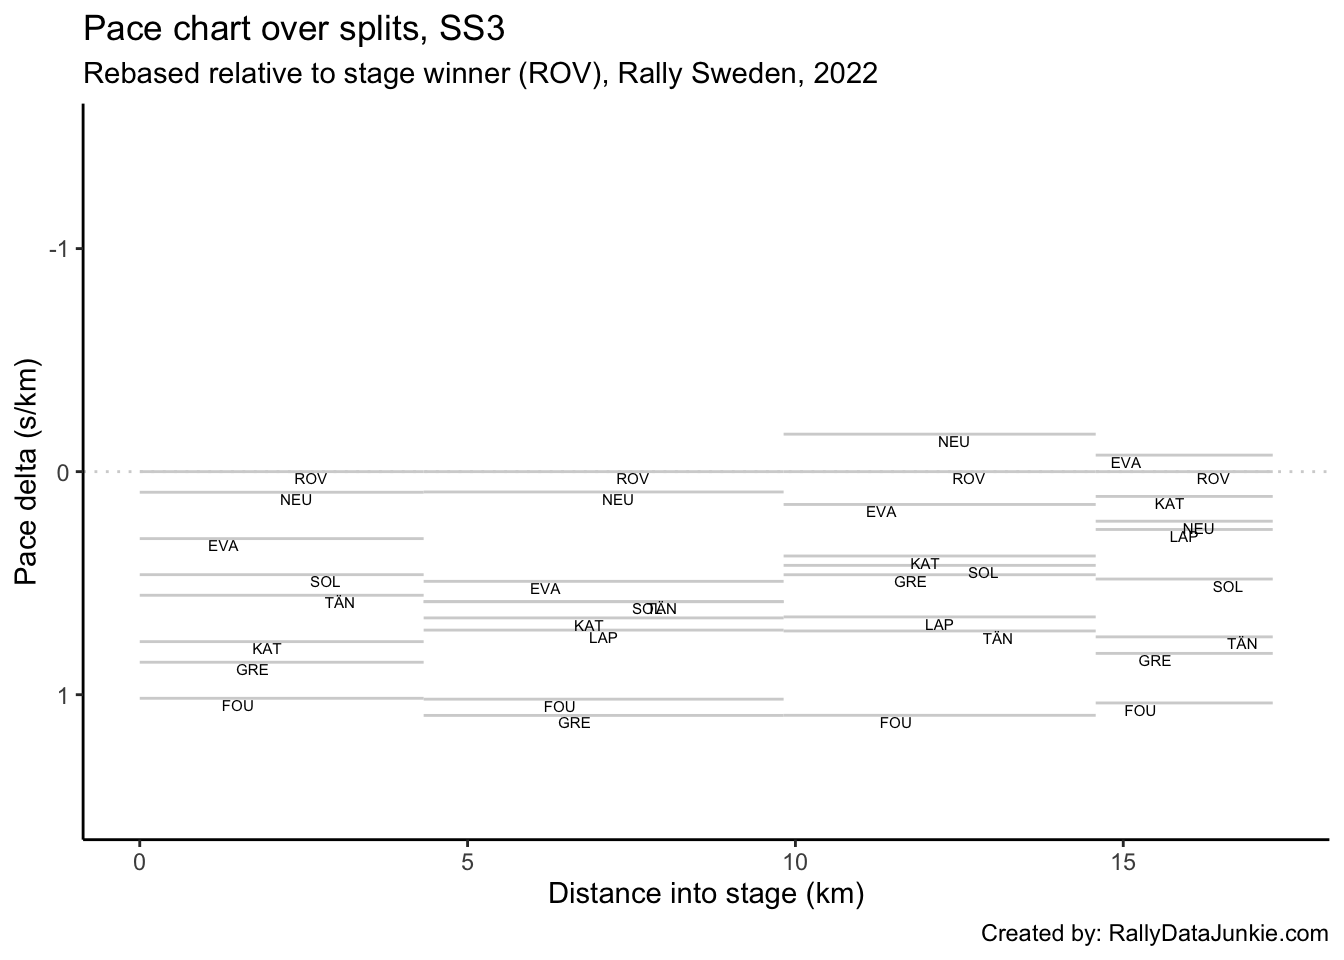 Pace chart over splits, SS3
Rebased relative to stage winner (ROV), Rally Sweden, 2022
Pace delta (s/km)
-1
0
1
ROV
NEU
EVA
SOL
TÄN
KAT
GRE
FOU
ROV
NEU
EVA
SOL
TÄN
KAT
LAP
FOU
GRE
NEU
ROV
EVA
KAT
SOL
GRE
LAP
TÄN
FOU
EVA
ROV
KAT
NEU
LAP
SOL
TÄN
GRE
FOU
0 5 10 15
Distance into stage (km)
Created by: RallyDataJunkie.com